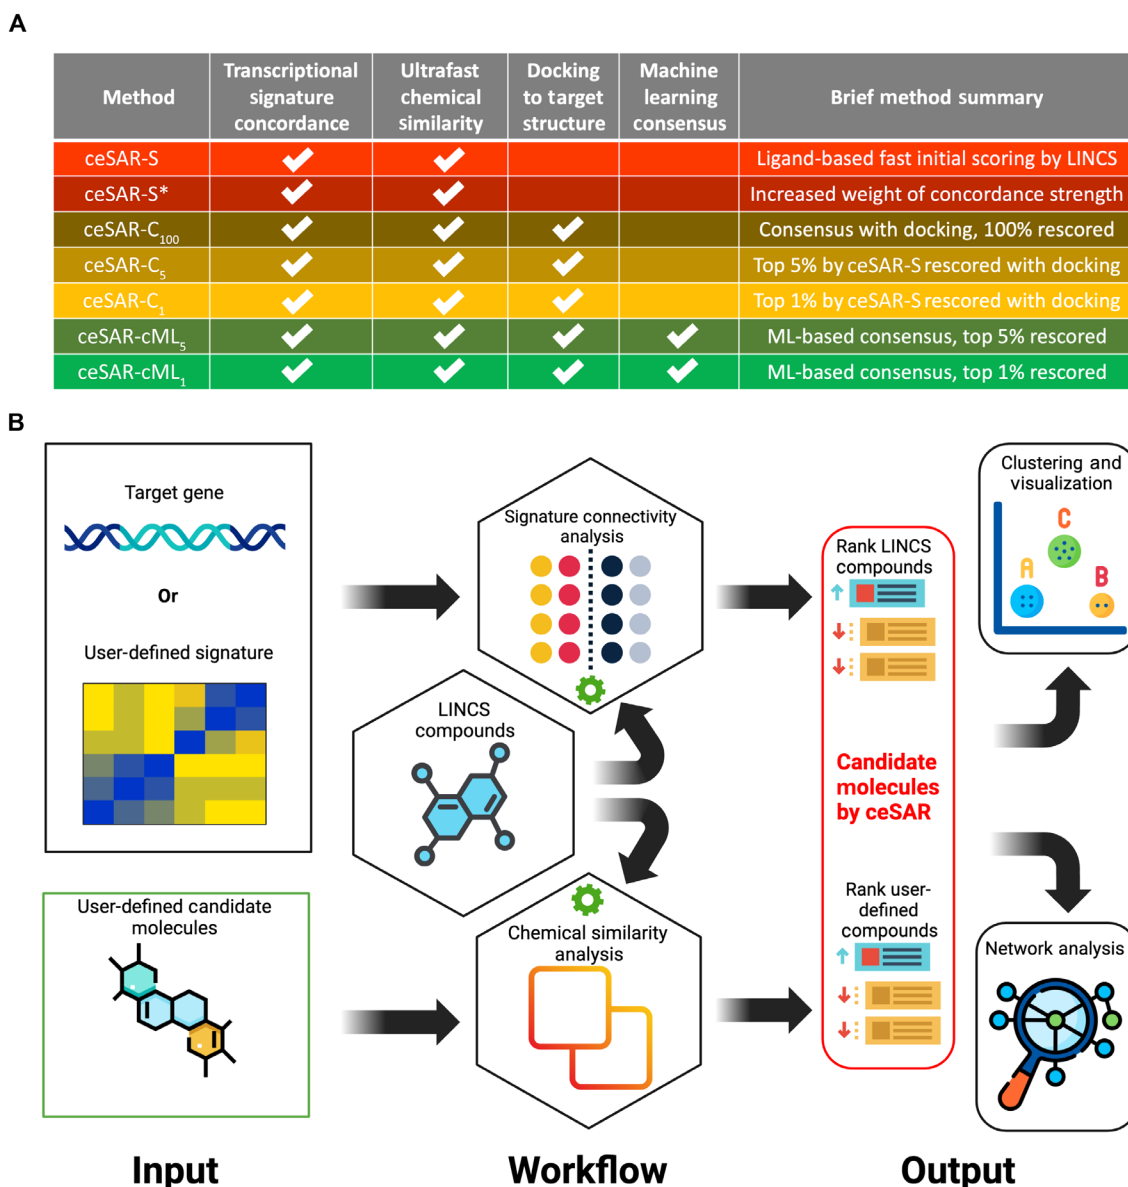 A
Method
Transcriptional
signature
concordance
Ultrafast
chemical
similarity
Docking
to target
structure
Machine
learning
consensus
Brief method summary
ceSAR-S
Ligand-based fast initial scoring by LINCS
ceSAR-S*
Increased weight of concordance strength
ceSAR-C100
Consensus with docking, 100% rescored
ceSAR-C5
Top 5% by ceSAR-S rescored with docking
ceSAR-C1
Top 1% by ceSAR-S rescored with docking
ceSAR-cML5
ML-based consensus, top 5% rescored
ceSAR-cML1
ML-based consensus, top 1% rescored
B
Target gene
Or
User-defined signature
User-defined candidate
molecules
Signature connectivity
analysis
LINCS
compounds
Chemical similarity
analysis
Rank LINCS
compounds
Candidate
molecules
by ceSAR
Rank user-
defined
compounds
Clustering and
visualization
C
A
B
Network analysis
Input
Workflow
Output